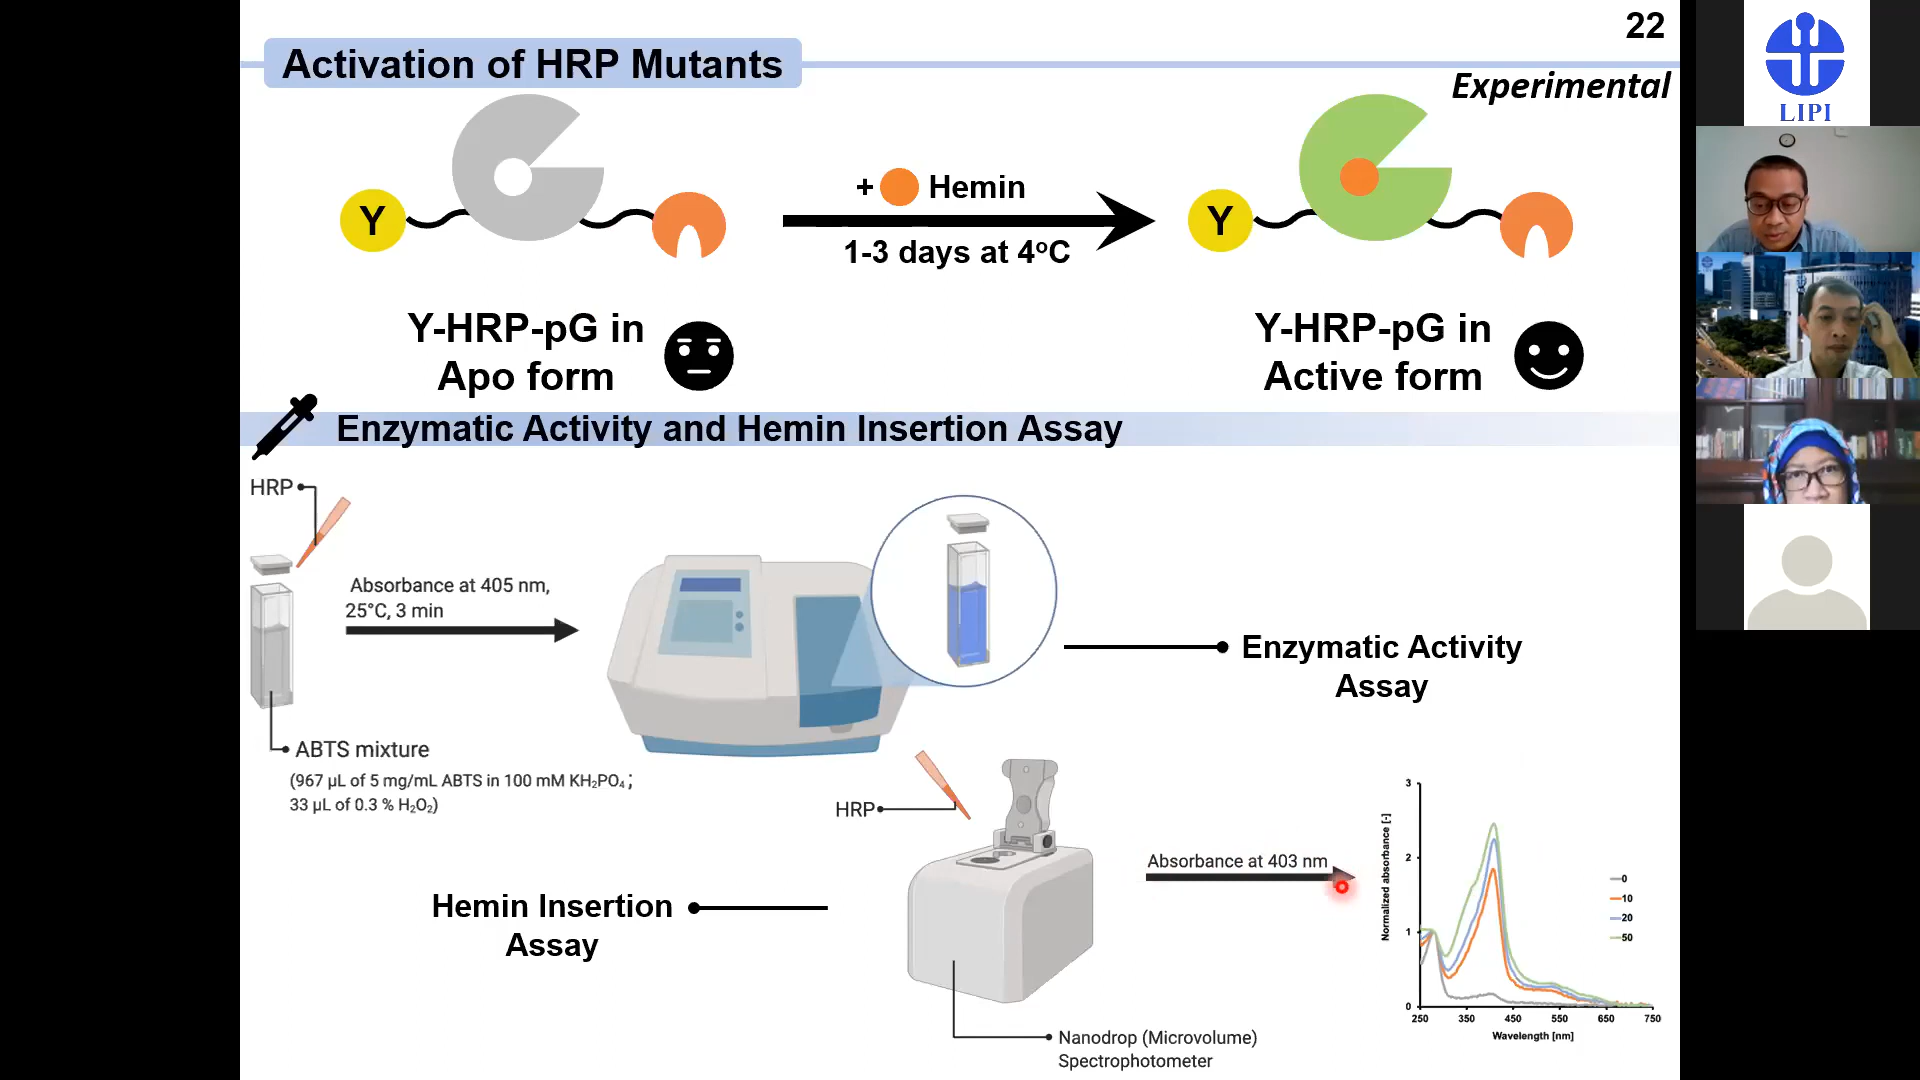 22
Activation of HRP Mutants
Experimental
Y
+ Hemin
1-3 days at 4°C
Y
Y-HRP-pG in
Apo form
Y-HRP-pG in
Active form
Enzymatic Activity and Hemin Insertion Assay
HRP
Absorbance at 405 nm,
25°C, 3 min
ABTS mixture
(967 µL of 5 mg/mL ABTS in 100 mM KH₂PO₄;
33 µL of 0.3 % H₂O₂)
Enzymatic Activity
Assay
HRP
Hemin Insertion
Assay
Absorbance at 403 nm
Nanodrop (Microvolume)
Spectrophotometer
Normalized absorbance [-]
3
2
1
0
250 350 450 550 650 750
Wavelength [nm]
0
10
20
50
LIPI